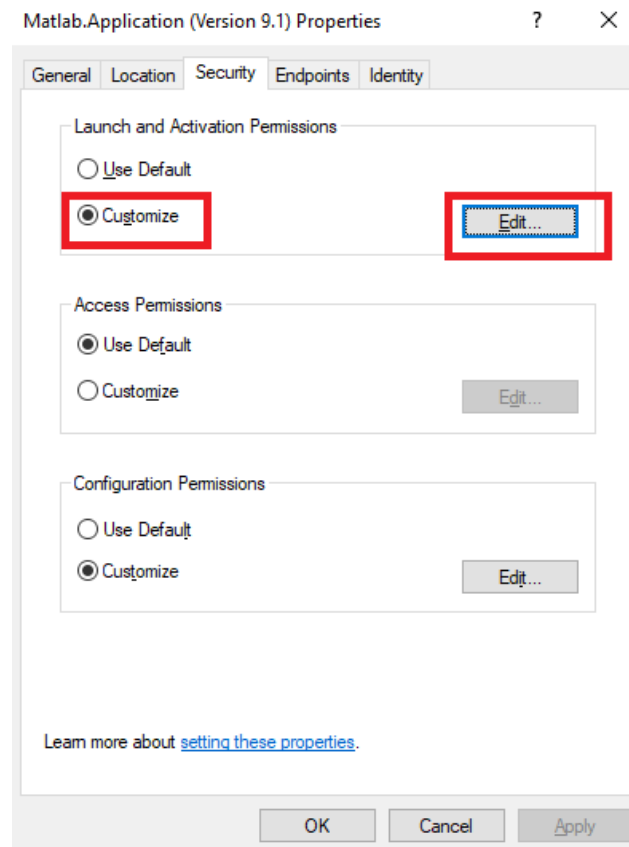 Matlab.Application (Version 9.1) Properties ?
General Location Security Endpoints Identity
Launch and Activation Permissions
Use Default
Customize Edit...
Access Permissions
Use Default
Customize Edit...
Configuration Permissions
Use Default
Customize Edit...
Learn more about setting these properties.
OK Cancel Apply